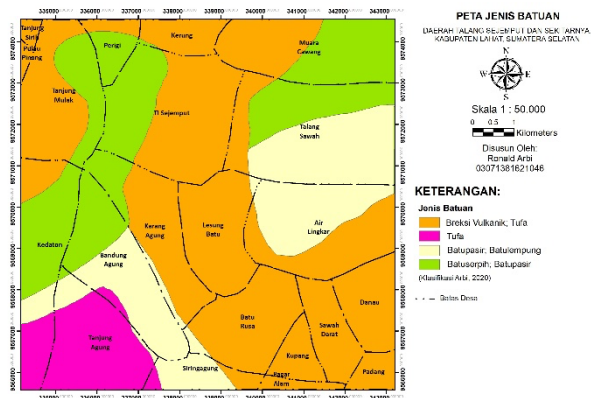 PETA JENIS BATUAN
DAERAH TALANG SEJEMPUT DAN SEKITARNYA
KABUPATEN LAHAT, SUMATERA SELATAN
N
W
E
S
Skala 1 : 50.000
0 0.5 1
Kilometers
Disusun Oleh:
Ronald Arbi
03071381621046
KETERANGAN:
Jenis Batuan
Breksi Vulkanik; Tufa
Tufa
Batupasir; Batulempung
Batuserpih; Batupasir
(Klasifikasi Arbi, 2020)
Batas Desa
Tanjung
Sirih
Pulau
Pinang
Perigi
Kerung
Muara
Cawang
Tanjung
Mulak
Tl Sejemput
Talang
Sawah
Karang
Agung
Lesung
Batu
Air
Lingkar
Kedaton
Bandung
Agung
Batu
Rusa
Danau
Sawah
Darat
Tanjung
Agung
Kupang
Siringagung
Pagar
Alam
Padang